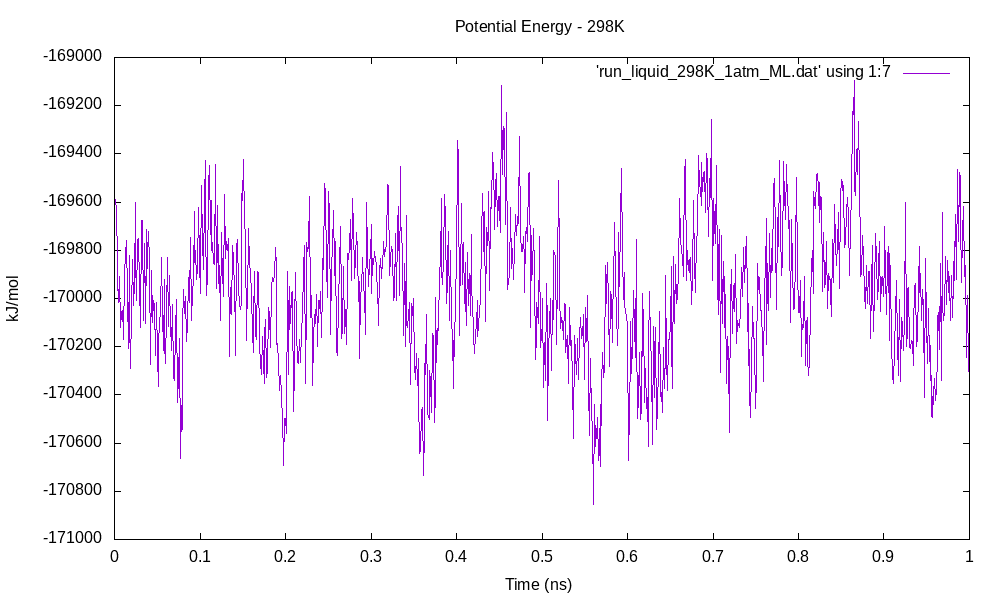 Potential Energy - 298K
'run_liquid_298K_1atm_ML.dat' using 1:7
kJ/mol
-169000
-169200
-169400
-169600
-169800
-170000
-170200
-170400
-170600
-170800
-171000
0 0.1 0.2 0.3 0.4 0.5 0.6 0.7 0.8 0.9 1
Time (ns)